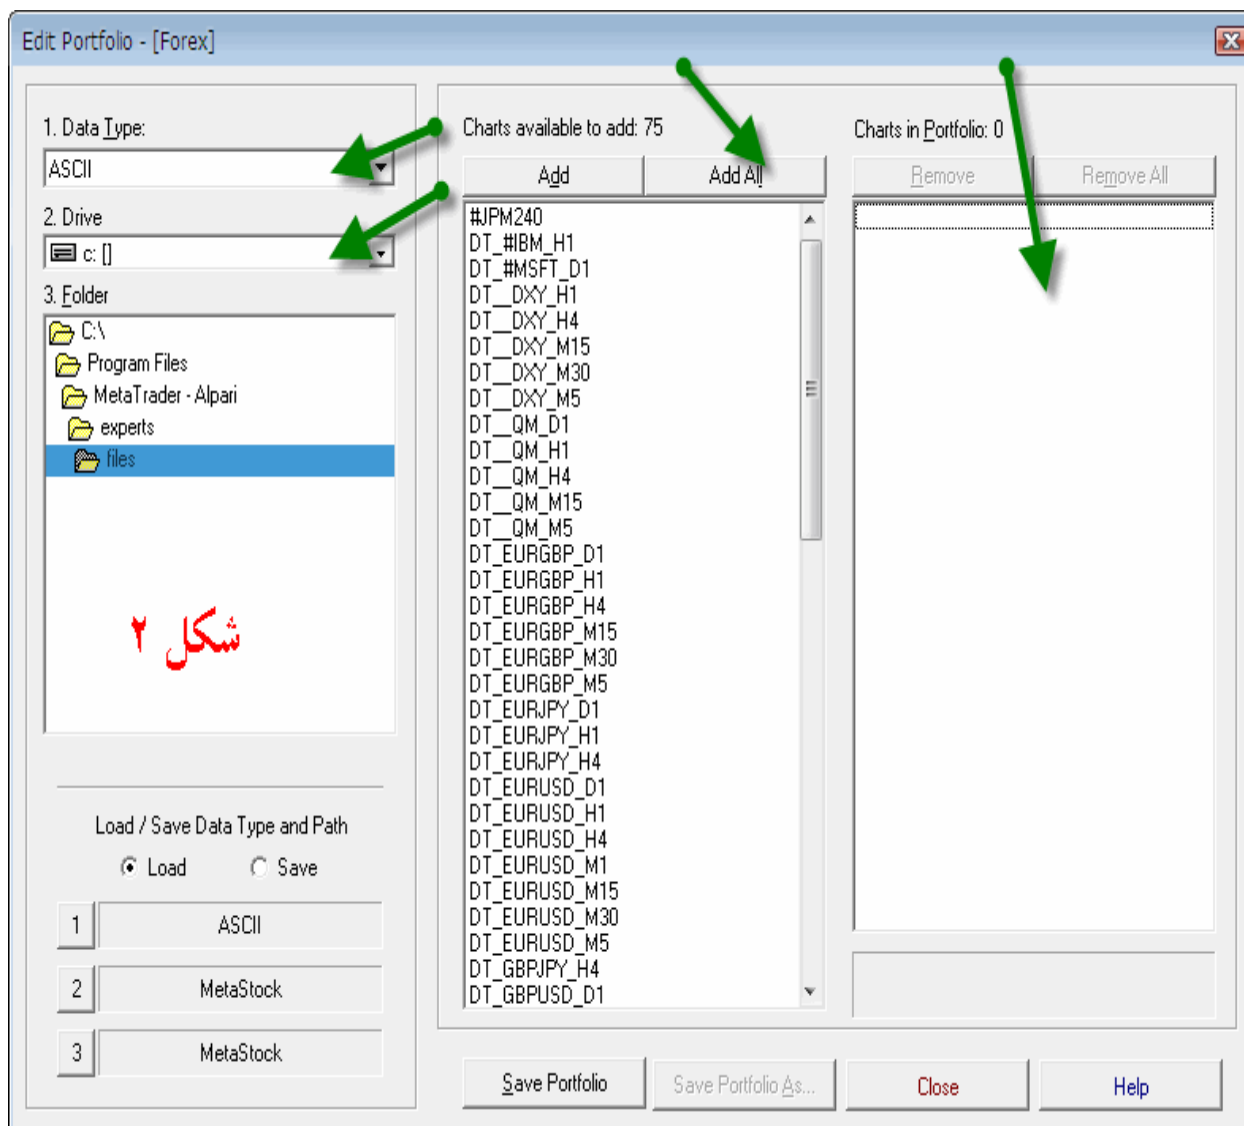 Edit Portfolio - [Forex]
1. Data Type:
ASCII
2. Drive
c: []
3. Folder
C:\
Program Files
MetaTrader - Alpari
experts
files
شکل ۲
Load / Save Data Type and Path
Load
Save
1
ASCII
2
MetaStock
3
MetaStock
Charts available to add: 75
Add
Add All
#JPM240
DT_#IBM_H1
DT_#MSFT_D1
DT__DXY_H1
DT__DXY_H4
DT__DXY_M15
DT__DXY_M30
DT__DXY_M5
DT__QM_D1
DT__QM_H1
DT__QM_H4
DT__QM_M15
DT__QM_M5
DT_EURGBP_D1
DT_EURGBP_H1
DT_EURGBP_H4
DT_EURGBP_M15
DT_EURGBP_M30
DT_EURGBP_M5
DT_EURJPY_D1
DT_EURJPY_H1
DT_EURJPY_H4
DT_EURUSD_D1
DT_EURUSD_H1
DT_EURUSD_H4
DT_EURUSD_M1
DT_EURUSD_M15
DT_EURUSD_M30
DT_EURUSD_M5
DT_GBPJPY_H4
DT_GBPUSD_D1
Charts in Portfolio: 0
Remove
Remove All
Save Portfolio
Save Portfolio As...
Close
Help